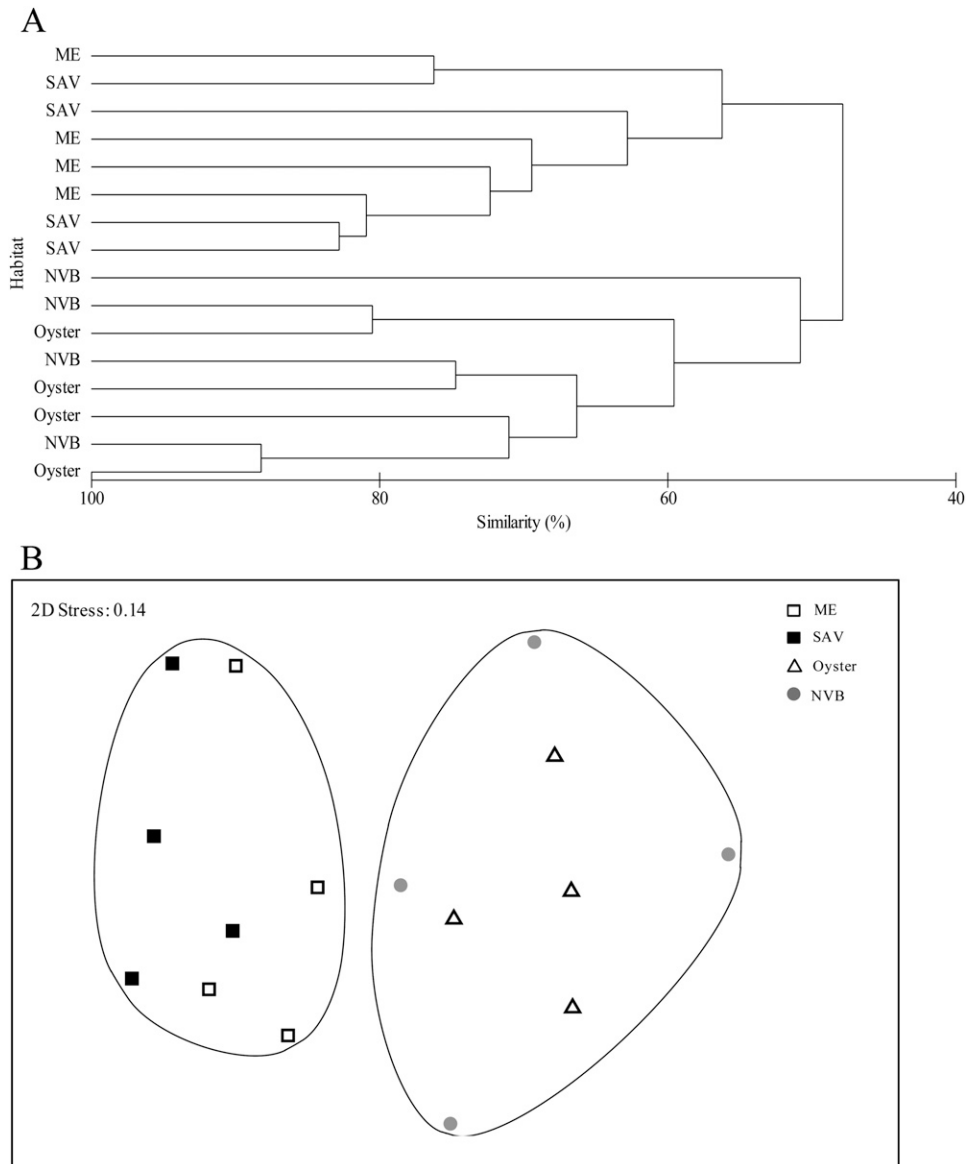 A
ME
SAV
SAV
ME
ME
ME
SAV
SAV
NVB
NVB
Oyster
NVB
Oyster
Oyster
NVB
Oyster
Habitat
100 80 60 40
Similarity (%)
B
2D Stress: 0.14
ME
SAV
Oyster
NVB